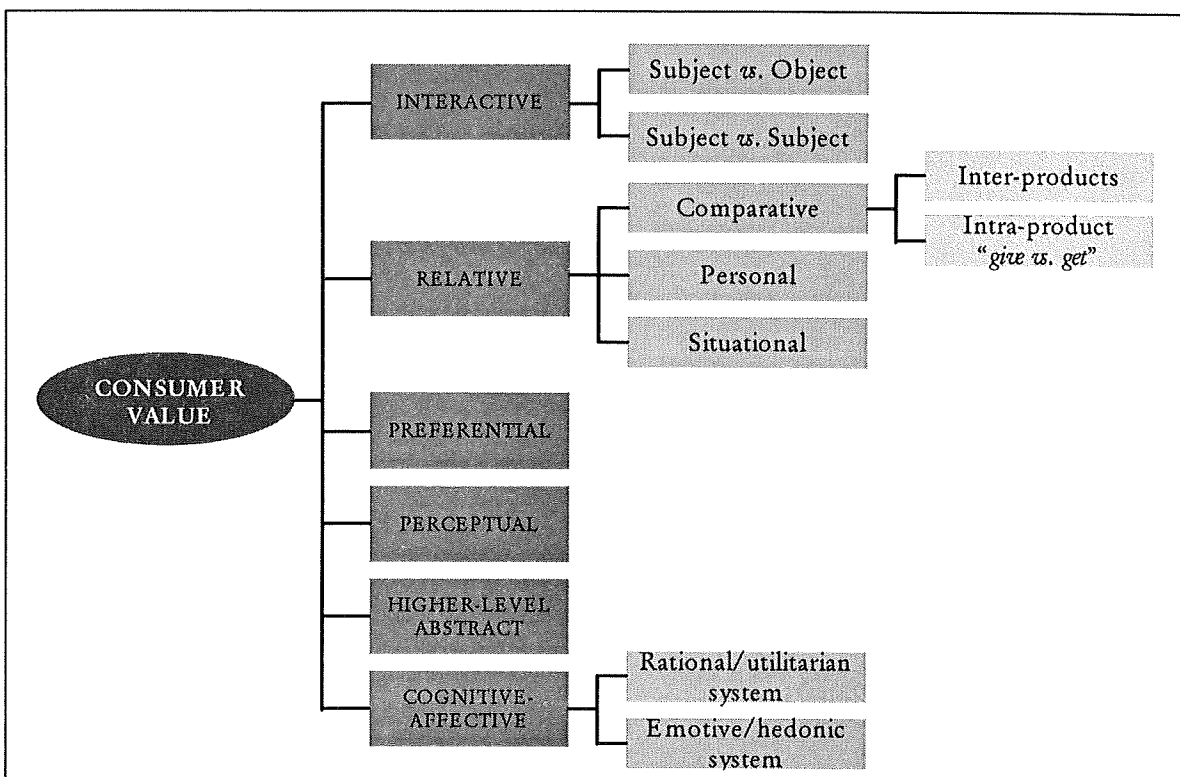 CONSUMER
VALUE
INTERACTIVE
Subject vs. Object
Subject vs. Subject
RELATIVE
Comparative
Inter-products
Intra-product
“give vs. get”
Personal
Situational
PREFERENTIAL
PERCEPTUAL
HIGHER-LEVEL
ABSTRACT
COGNITIVE-
AFFECTIVE
Rational/utilitarian
system
Emotive/hedonic
system